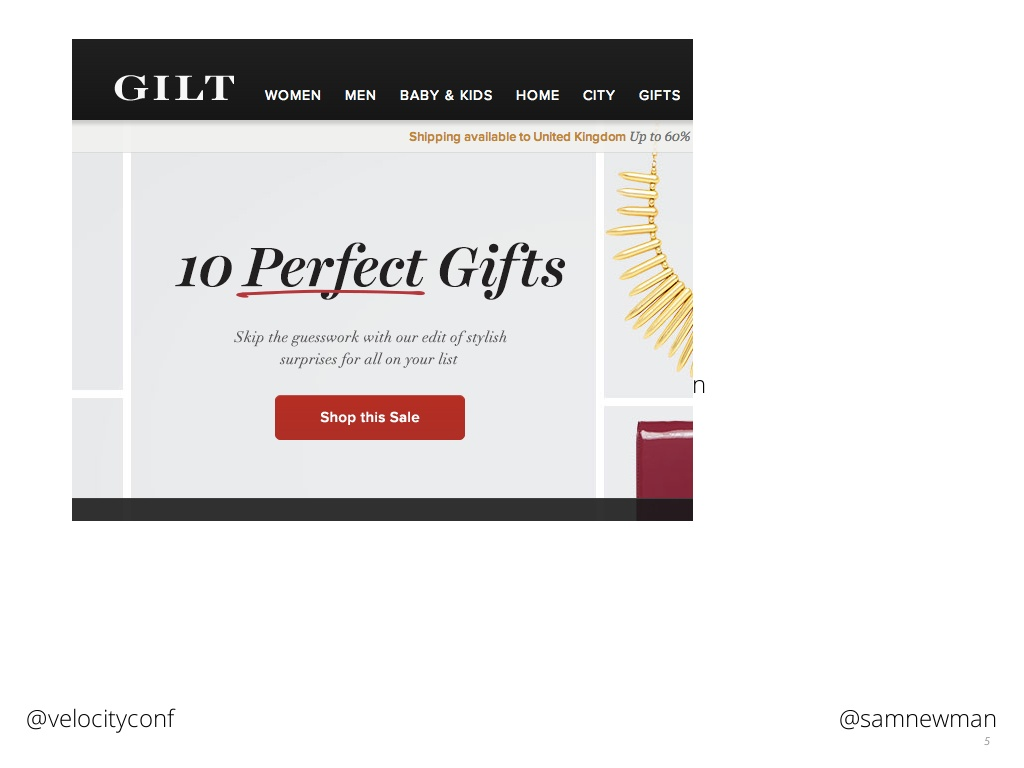 GILT
WOMEN MEN BABY & KIDS HOME CITY GIFTS
Shipping available to United Kingdom Up to 60%
10 Perfect Gifts
Skip the guesswork with our edit of stylish
surprises for all on your list
n
Shop this Sale
@velocityconf
@samnewman
5